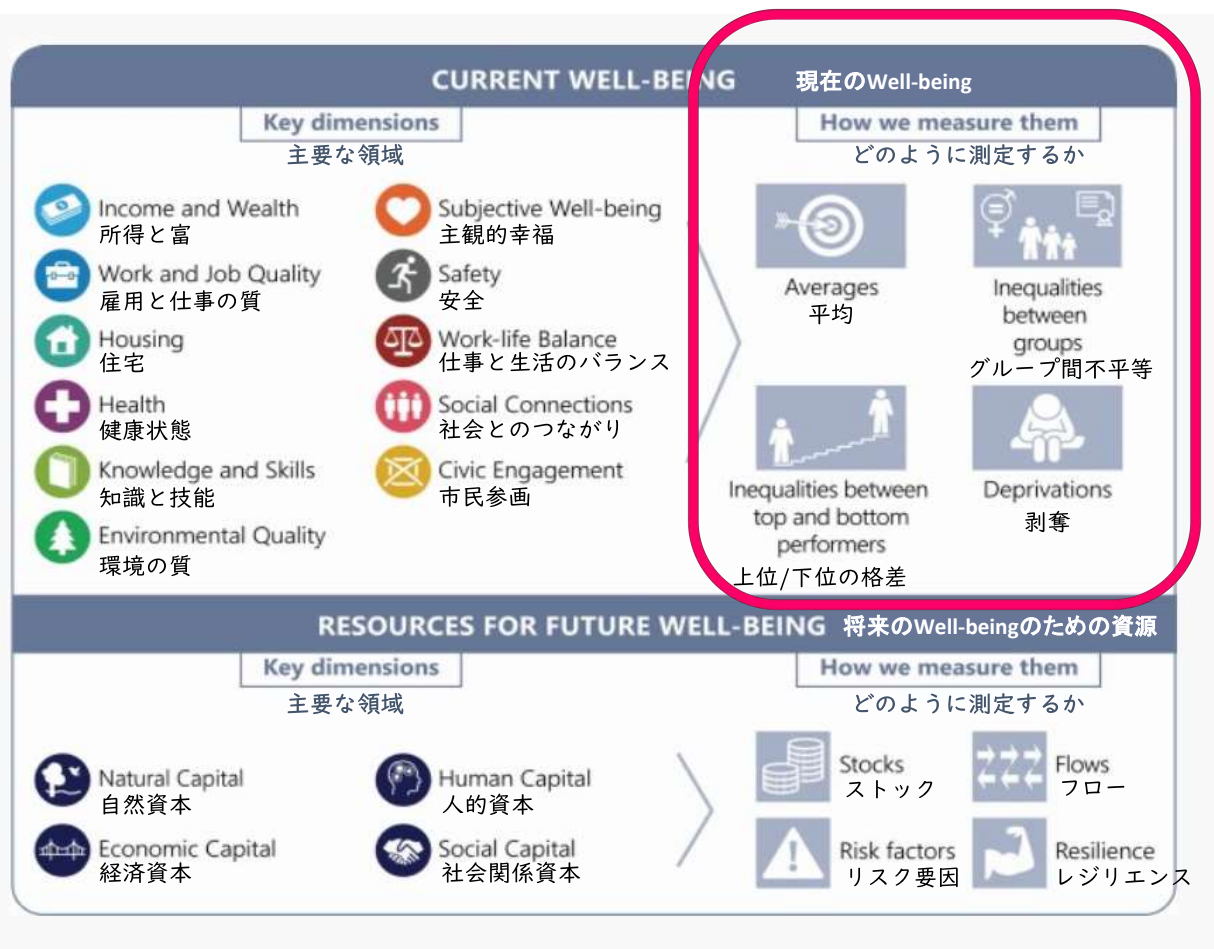 CURRENT WELL-BEING 現在のWell-being
Key dimensions
主要な領域
Income and Wealth
所得と富
Work and Job Quality
雇用と仕事の質
Housing
住宅
Health
健康状態
Knowledge and Skills
知識と技能
Environmental Quality
環境の質
Subjective Well-being
主観的幸福
Safety
安全
Work-life Balance
仕事と生活のバランス
Social Connections
社会とのつながり
Civic Engagement
市民参画
How we measure them
どのように測定するか
Averages
平均
Inequalities
between
groups
グループ間不平等
Inequalities between
top and bottom
performers
上位/下位の格差
Deprivations
剥奪
RESOURCES FOR FUTURE WELL-BEING 将来のWell-beingのための資源
Key dimensions
主要な領域
Natural Capital
自然資本
Economic Capital
経済資本
Human Capital
人的資本
Social Capital
社会関係資本
How we measure them
どのように測定するか
Stocks
ストック
Flows
フロー
Risk factors
リスク要因
Resilience
レジリエンス